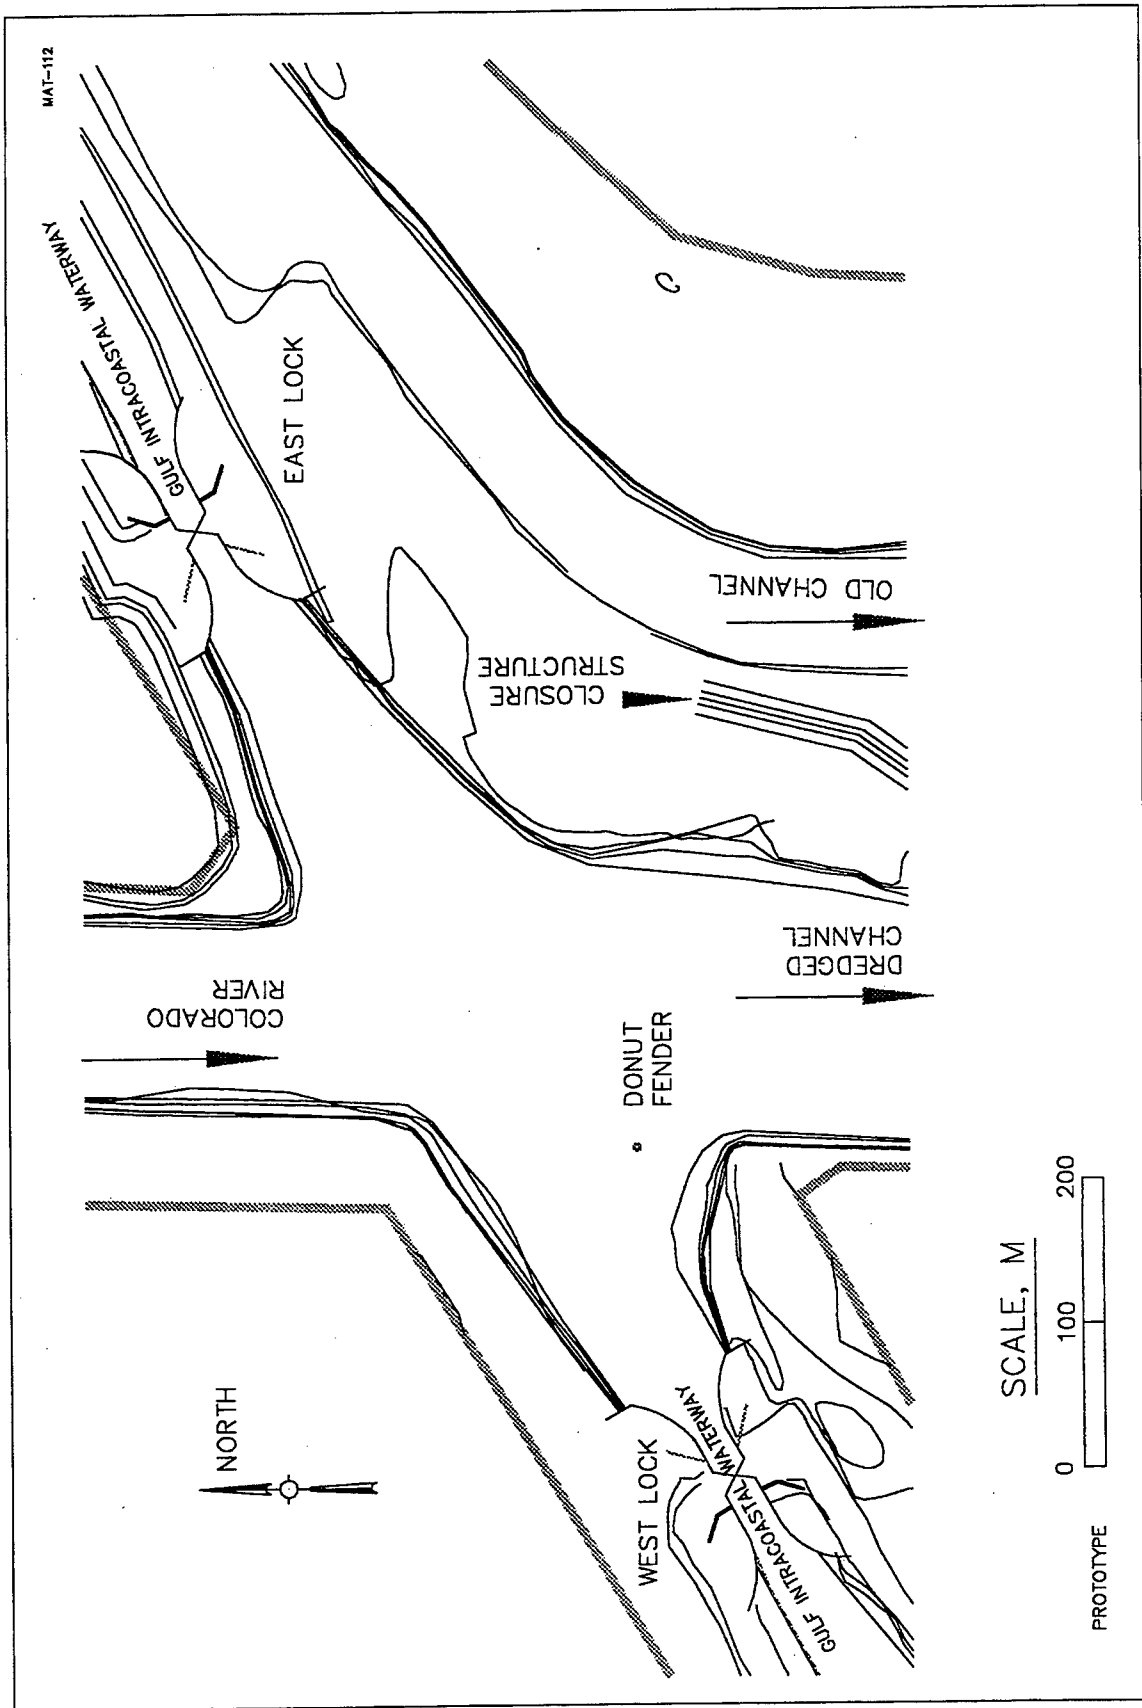 MAT-112
GULF INTRACOASTAL WATERWAY
EAST LOCK
CLOSURE
STRUCTURE
OLD CHANNEL
COLORADO
RIVER
DREDGED
CHANNEL
DONUT
FENDER
NORTH
WEST LOCK
GULF INTRACOASTAL WATERWAY
SCALE, M
0 100 200
PROTOTYPE